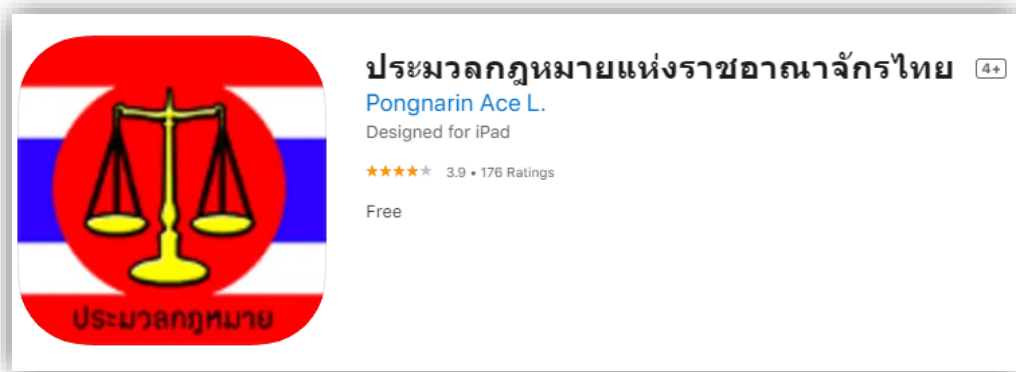 ประมวลกฎหมายแห่งราชอาณาจักรไทย 4+
Pongnarin Ace L.
Designed for iPad
3.9 • 176 Ratings
Free
ประมวลกฎหมาย